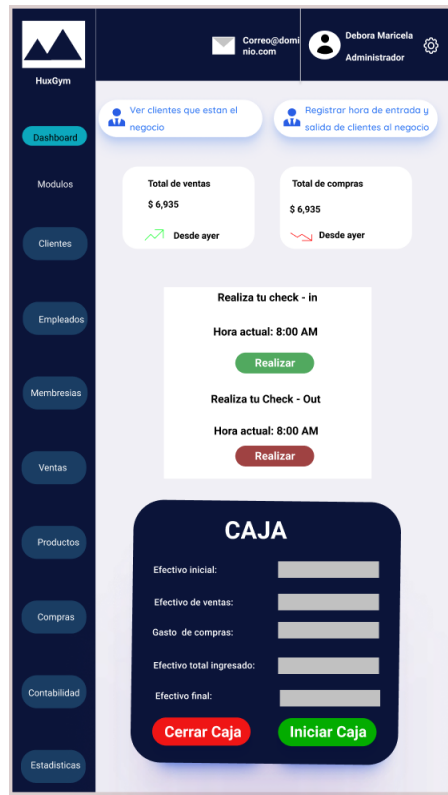 HuxGym
Correo@domi
nio.com
Debora Maricela
Administrador
Dashboard
Modulos
Clientes
Empleados
Membresias
Ventas
Productos
Compras
Contabilidad
Estadisticas
Ver clientes que estan el
negocio
Registrar hora de entrada y
salida de clientes al negocio
Total de ventas
$ 6,935
Desde ayer
Total de compras
$ 6,935
Desde ayer
Realiza tu check - in
Hora actual: 8:00 AM
Realizar
Realiza tu Check - Out
Hora actual: 8:00 AM
Realizar
CAJA
Efectivo inicial:
Efectivo de ventas:
Gasto de compras:
Efectivo total ingresado:
Efectivo final:
Cerrar Caja
Iniciar Caja